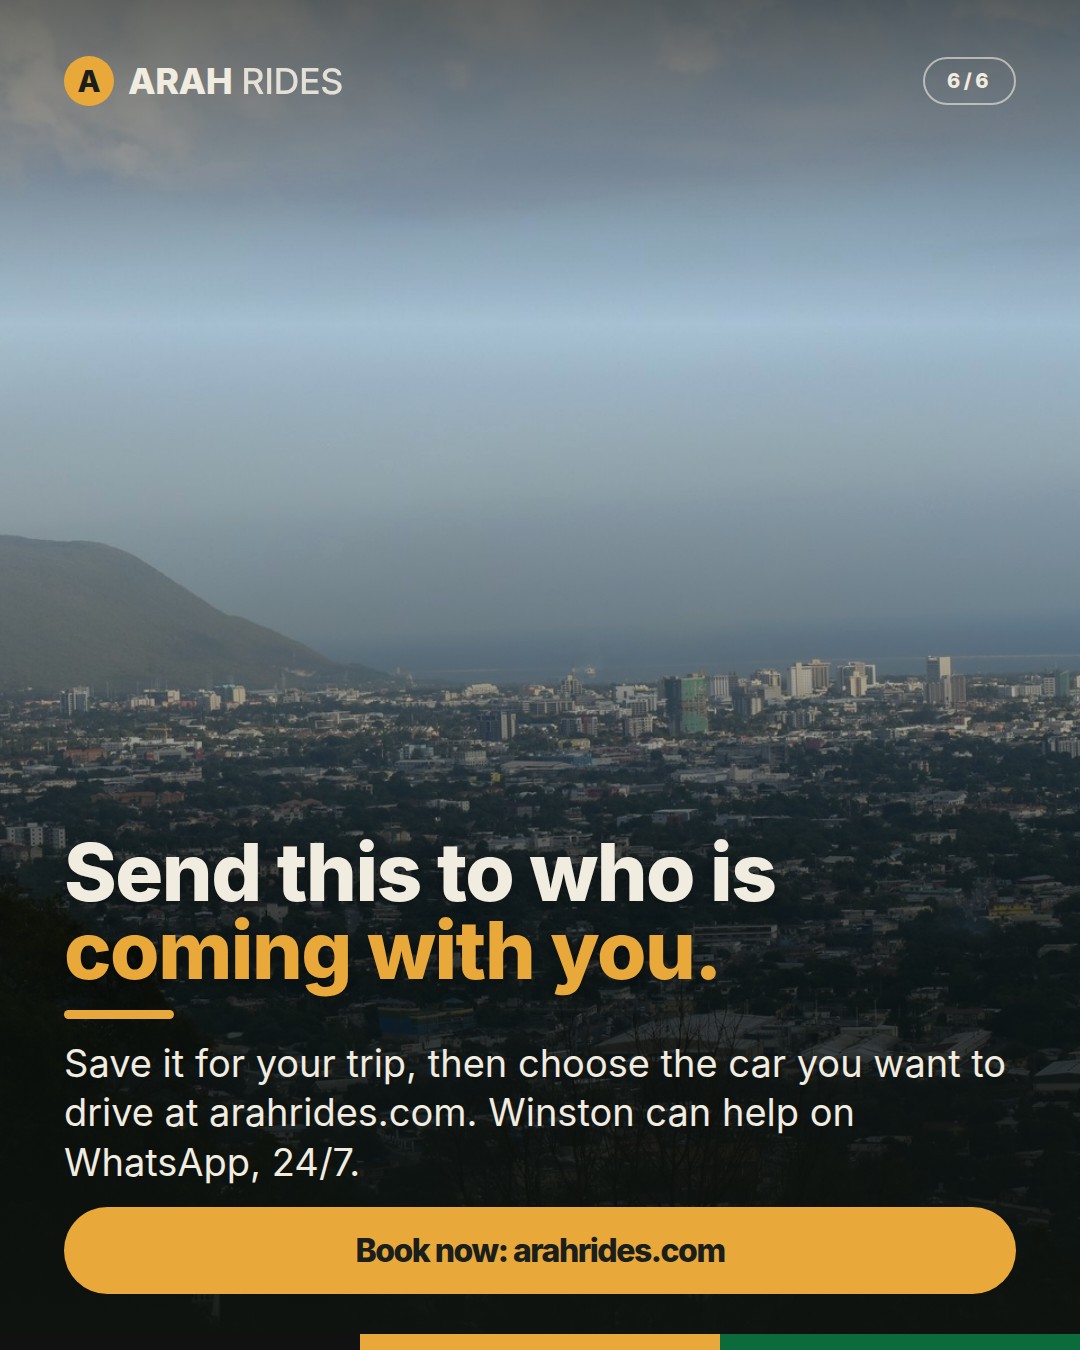 A ARAH RIDES
6/6
Send this to who is
coming with you.
Save it for your trip, then choose the car you want to
drive at arahrides.com. Winston can help on
WhatsApp, 24/7.
Book now: arahrides.com